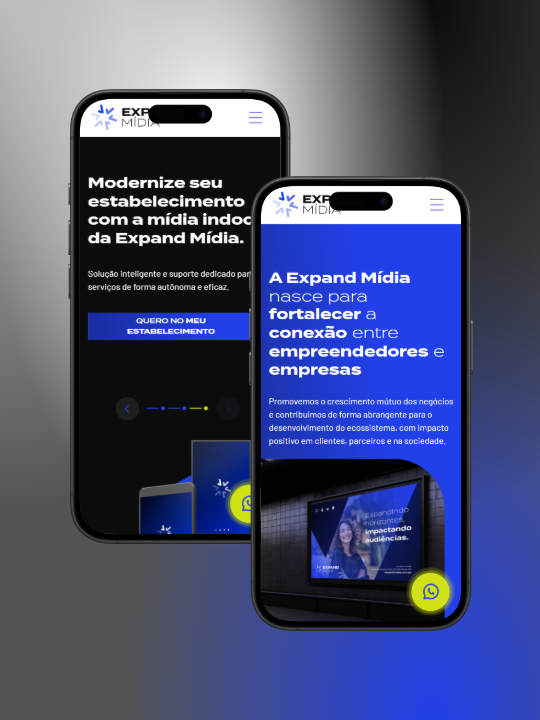 EXP
MÍDIA
Modernize seu
estabelecimento
com a mídia indoo
da Expand Mídia.
Solução inteligente e suporte dedicado par
serviços de forma autônoma e eficaz.
QUERO NO MEU
ESTABELECIMENTO
EXP
MÍDIA
A Expand Mídia
nasce para
fortalecer a
conexão entre
empreendedores e
empresas
Promovemos o crescimento mútuo dos negócios
e contribuimos de forma abrangente para o
desenvolvimento do ecossistema, com impacto
positivo em clientes, parceiros e na sociedade.
Expandindo
horizontes,
impactando
audiências.
EXPAND